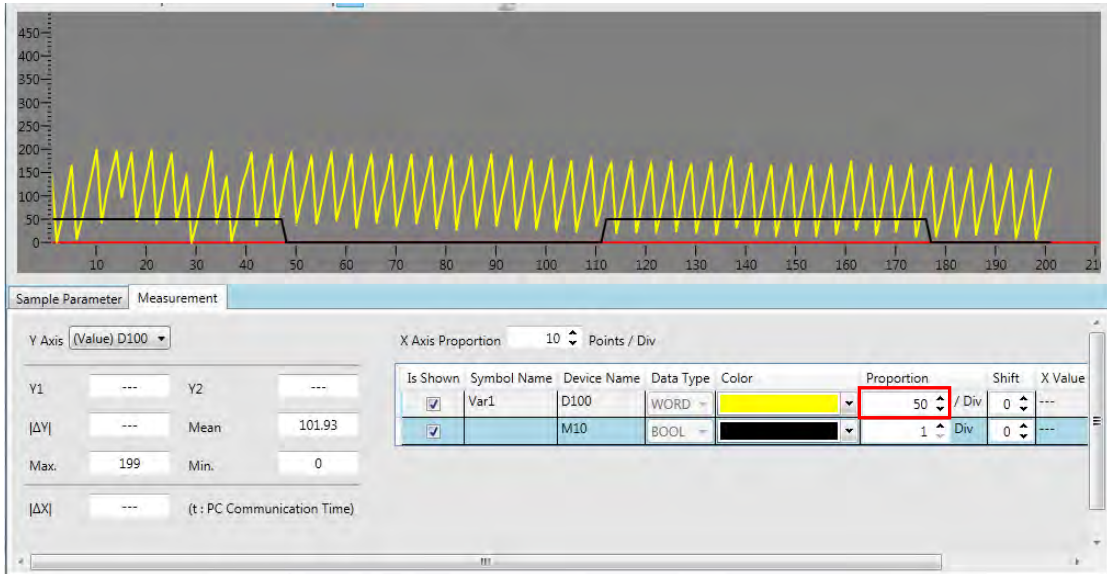 450
400
350
300
250
200
150
100
50
0
10 20 30 40 50 60 70 80 90 100 110 120 130 140 150 160 170 180 190 200 21
Sample Parameter Measurement
Y Axis (Value) D100 X Axis Proportion 10 Points / Div
Is Shown Symbol Name Device Name Data Type Color Proportion Shift X Value
Y1 --- Y2 ---
Var1 D100 WORD 50 / Div 0 ---
|ΔY| --- Mean 101.93
M10 BOOL 1 Div 0 ---
Max. 199 Min. 0
|ΔX| --- (t : PC Communication Time)